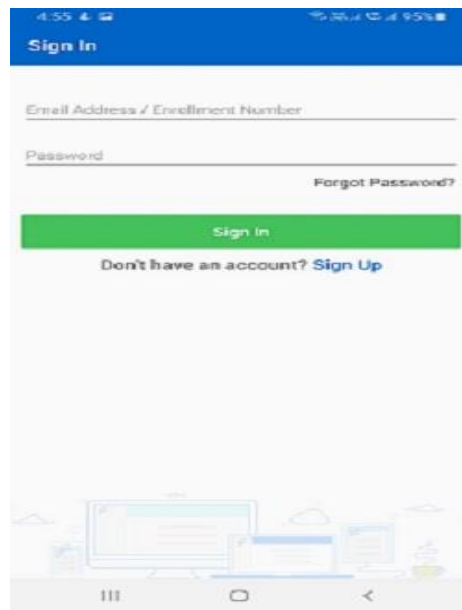 4:55
95%
Sign In
Email Address / Enrollment Number
Password
Forgot Password?
Sign In
Don't have an account? Sign Up